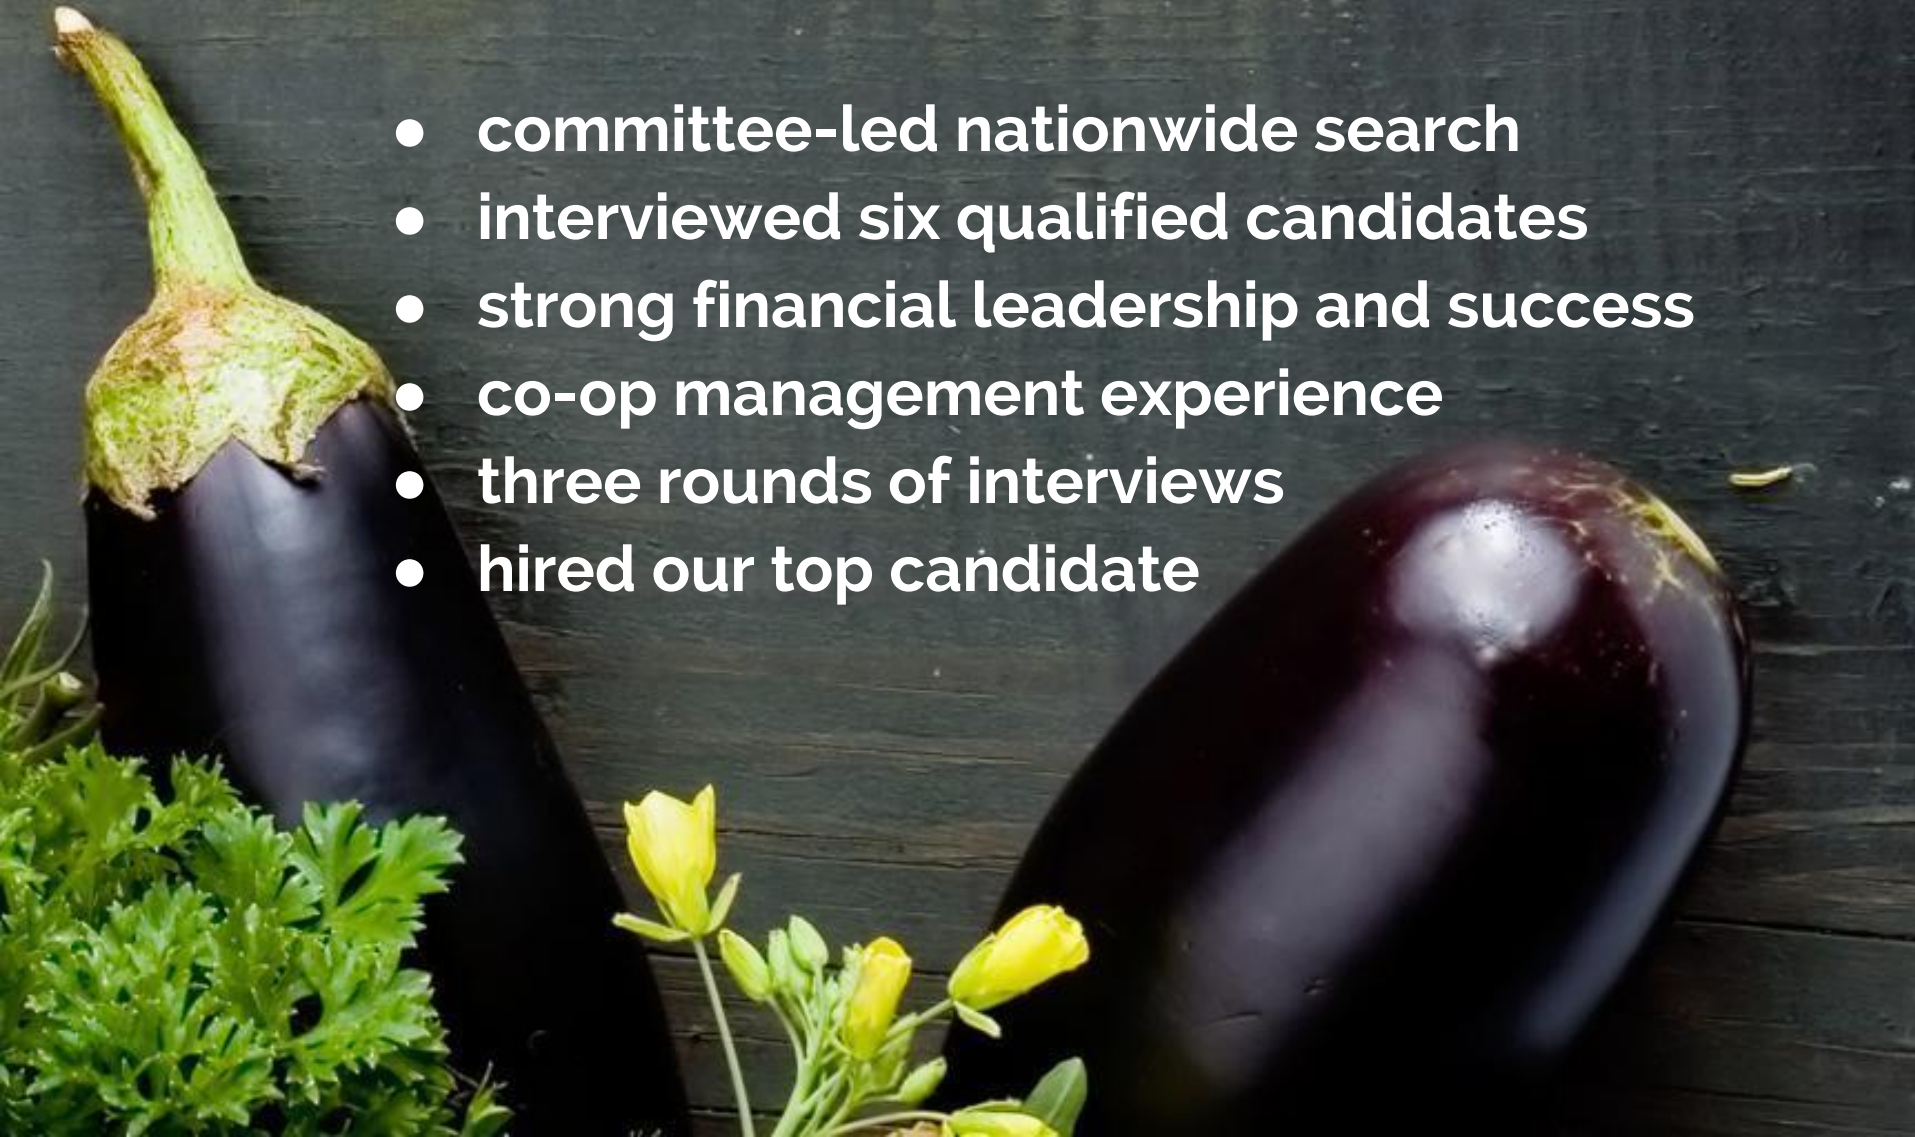 ● committee-led nationwide search
● interviewed six qualified candidates
● strong financial leadership and success
● co-op management experience
● three rounds of interviews
● hired our top candidate